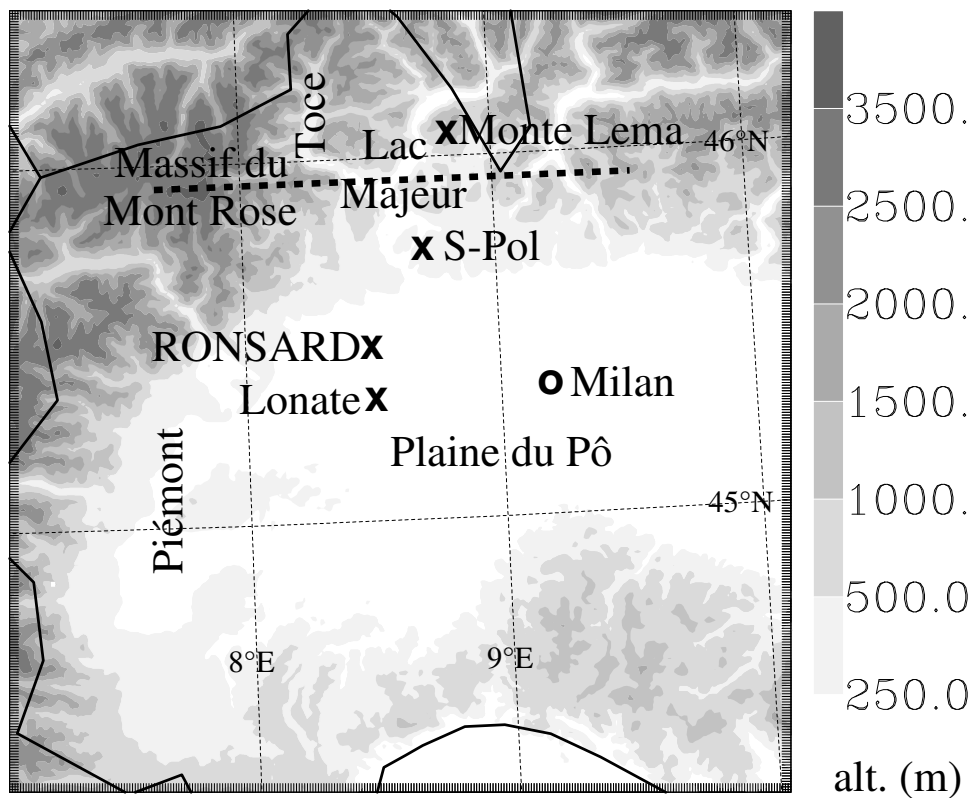 Toce
Lac
Monte Lema
46°N
Massif du
Mont Rose
Majeur
x S-Pol
RONSARDx
Lonate x
o Milan
Plaine du Pô
Piémont
45°N
8°E
9°E
3500.
2500.
2000.
1500.
1000.
500.0
250.0
alt. (m)